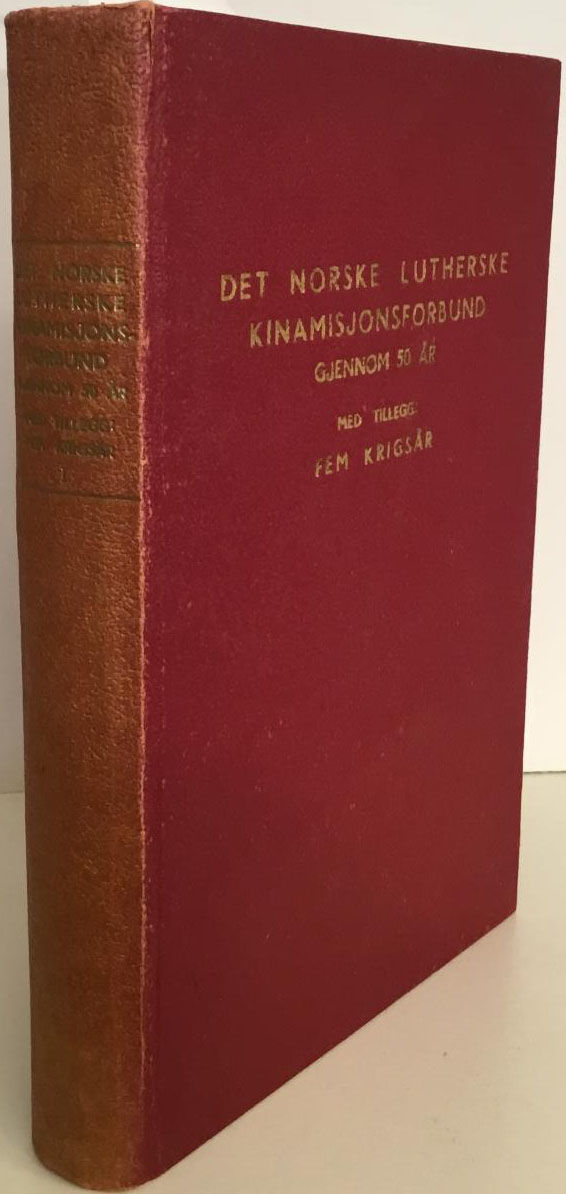 DET NORSKE
LUTHERSKE
KINAMISJONS-
FORBUND
GJENNOM 50 ÅR
MED TILLEGG:
FEM KRIGSÅR
I
DET NORSKE LUTHERSKE
KINAMISJONSFORBUND
GJENNOM 50 ÅR
MED TILLEGG:
FEM KRIGSÅR